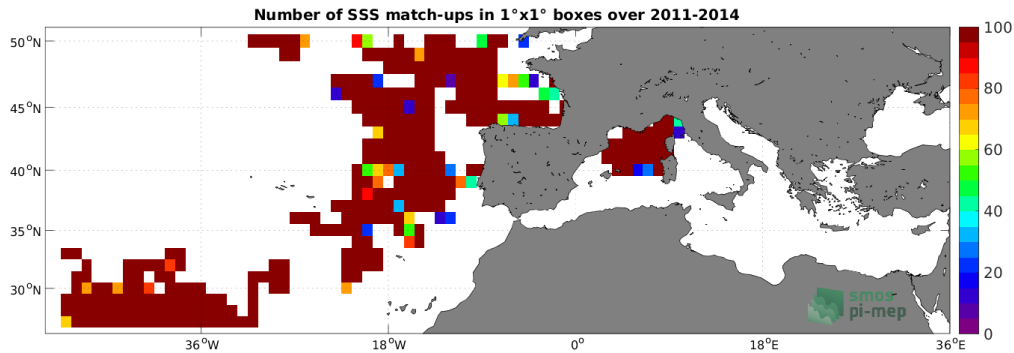 Number of SSS match-ups in 1°x1° boxes over 2011-2014
50°N
45°N
40°N
35°N
30°N
36°W
18°W
0°
18°E
36°E
100
80
60
40
20
0
smos
pi-mep